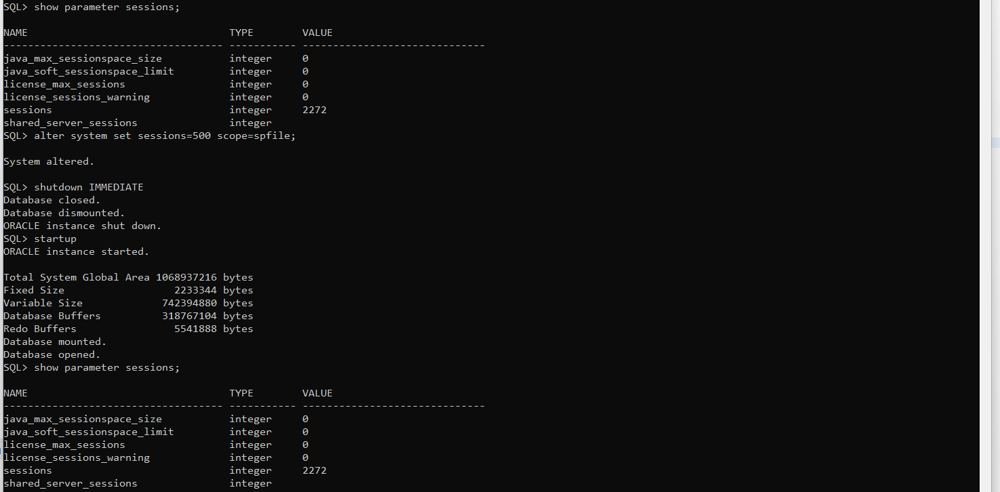 SQL> show parameter sessions;
NAME                                 TYPE        VALUE
------------------------------------ ----------- ------------------------------
java_max_sessionspace_size           integer     0
java_soft_sessionspace_limit         integer     0
license_max_sessions                 integer     0
license_sessions_warning             integer     0
sessions                             integer     2272
shared_server_sessions               integer
SQL> alter system set sessions=500 scope=spfile;
System altered.
SQL> shutdown IMMEDIATE
Database closed.
Database dismounted.
ORACLE instance shut down.
SQL> startup
ORACLE instance started.
Total System Global Area 1068937216 bytes
Fixed Size                  2233344 bytes
Variable Size             742394880 bytes
Database Buffers          318767104 bytes
Redo Buffers                5541888 bytes
Database mounted.
Database opened.
SQL> show parameter sessions;
NAME                                 TYPE        VALUE
------------------------------------ ----------- ------------------------------
java_max_sessionspace_size           integer     0
java_soft_sessionspace_limit         integer     0
license_max_sessions                 integer     0
license_sessions_warning             integer     0
sessions                             integer     2272
shared_server_sessions               integer